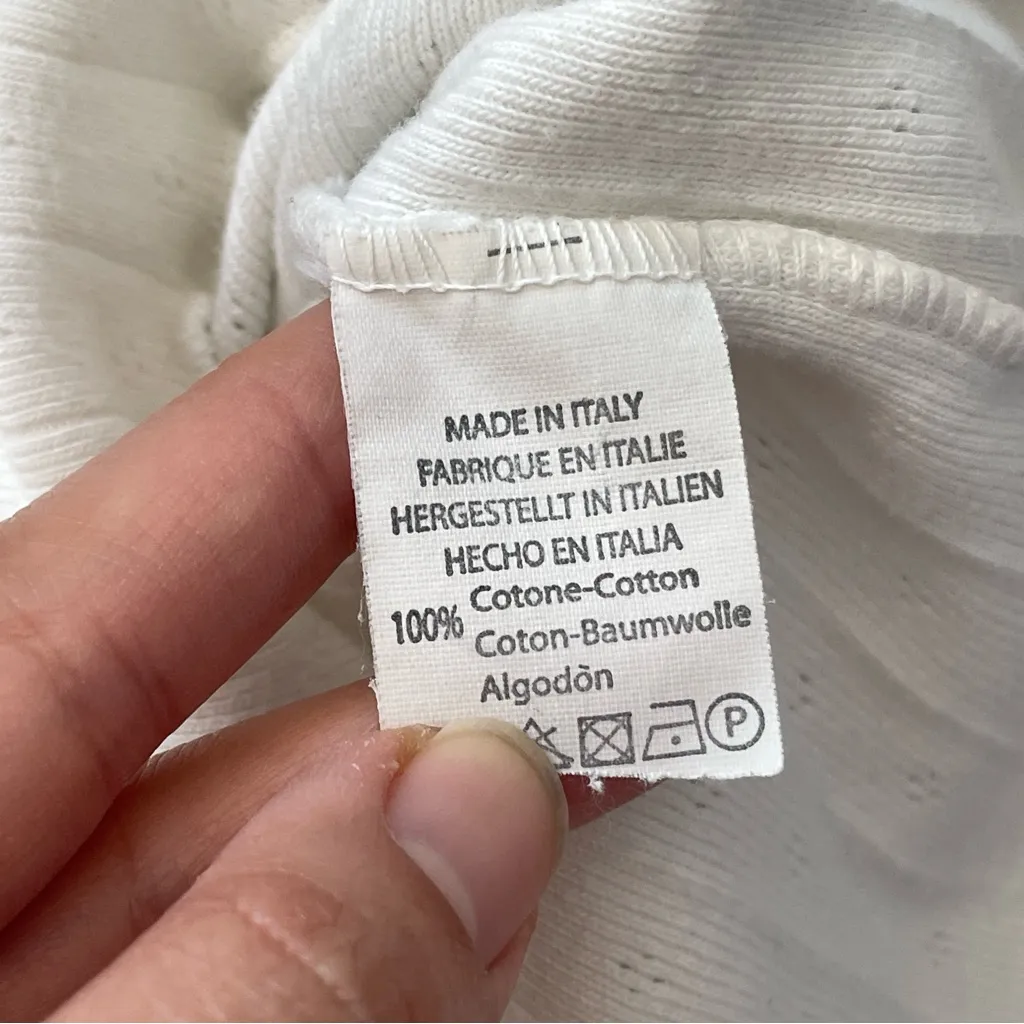 MADE IN ITALY
FABRIQUE EN ITALIE
HERGESTELLT IN ITALIEN
HECHO EN ITALIA
Cotone-Cotton
100%
Coton-Baumwolle
Algodòn
P